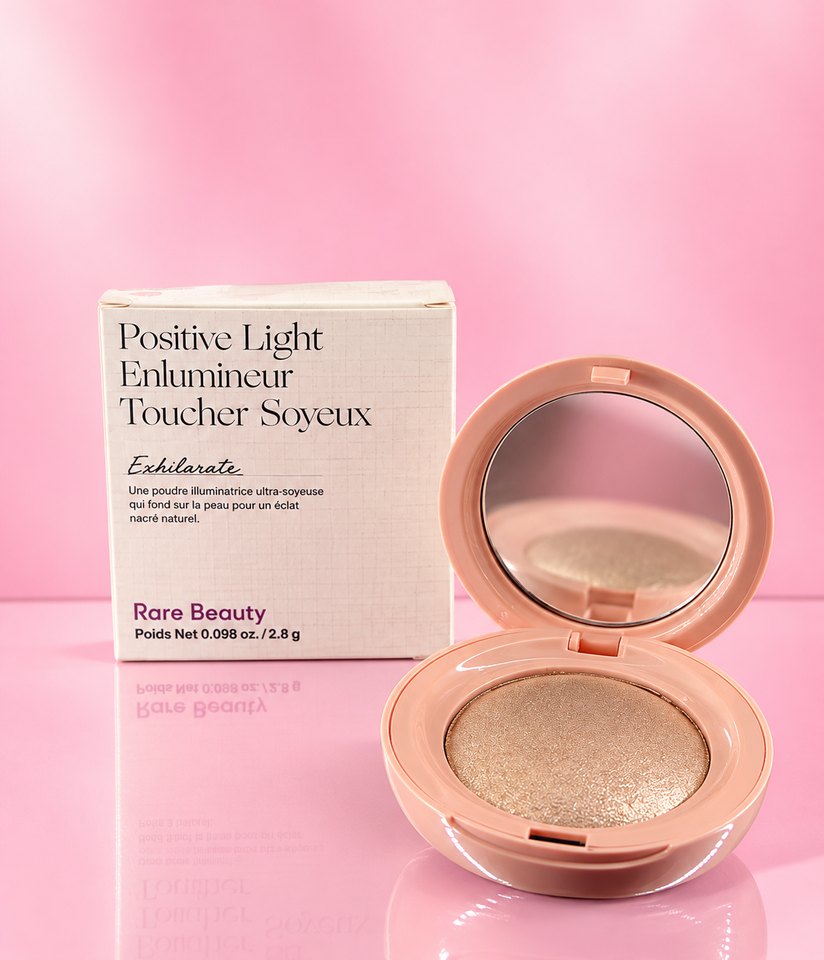 Positive Light
Enlumineur
Toucher Soyeux
Exhilarate
Une poudre illuminatrice ultra-soyeuse
qui fond sur la peau pour un éclat
nacré naturel.
Rare Beauty
Poids Net 0.098 oz. / 2.8 g